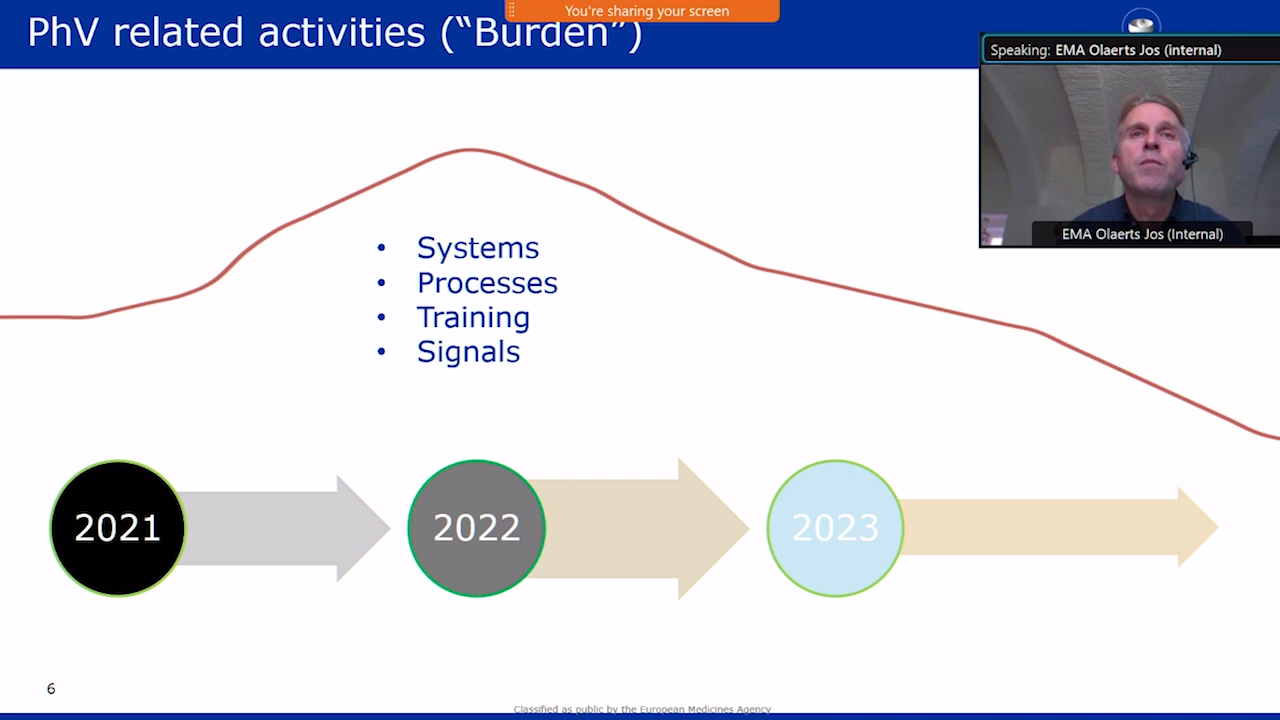 You're sharing your screen
PhV related activities (“Burden”)
Speaking: EMA Olaerts Jos (internal)
EMA Olaerts Jos (Internal)
• Systems
• Processes
• Training
• Signals
2021
2022
2023
6
Classified as public by the European Medicines Agency